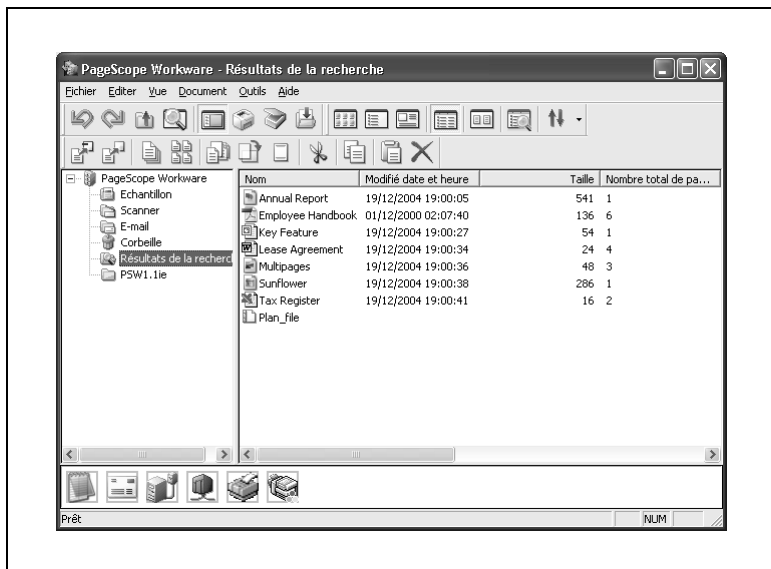 PageScope Workware - Résultats de la recherche
Fichier Editer Vue Document Outils Aide
PageScope Workware
Echantillon
Scanner
E-mail
Corbeille
Résultats de la recherc
PSW1.1ie
Nom Modifié date et heure Taille Nombre total de pa...
Annual Report 19/12/2004 19:00:05 541 1
Employee Handbook 01/12/2000 02:07:40 136 6
Key Feature 19/12/2004 19:00:27 54 1
Lease Agreement 19/12/2004 19:00:34 24 4
Multipages 19/12/2004 19:00:36 48 3
Sunflower 19/12/2004 19:00:38 286 1
Tax Register 19/12/2004 19:00:41 16 2
Plan_file
Prêt NUM